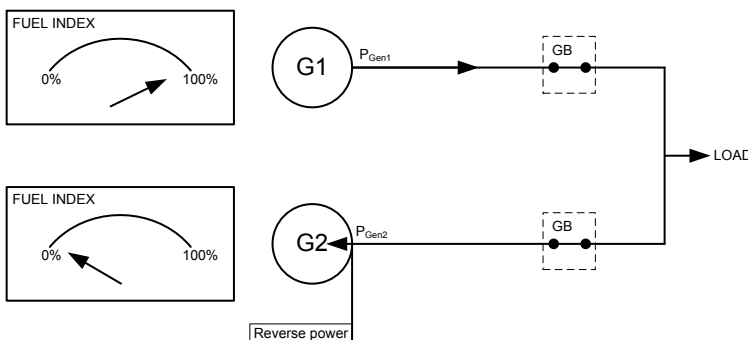 FUEL INDEX
0%
100%
G1
PGen1
GB
LOAD
FUEL INDEX
0%
100%
G2
PGen2
GB
Reverse power